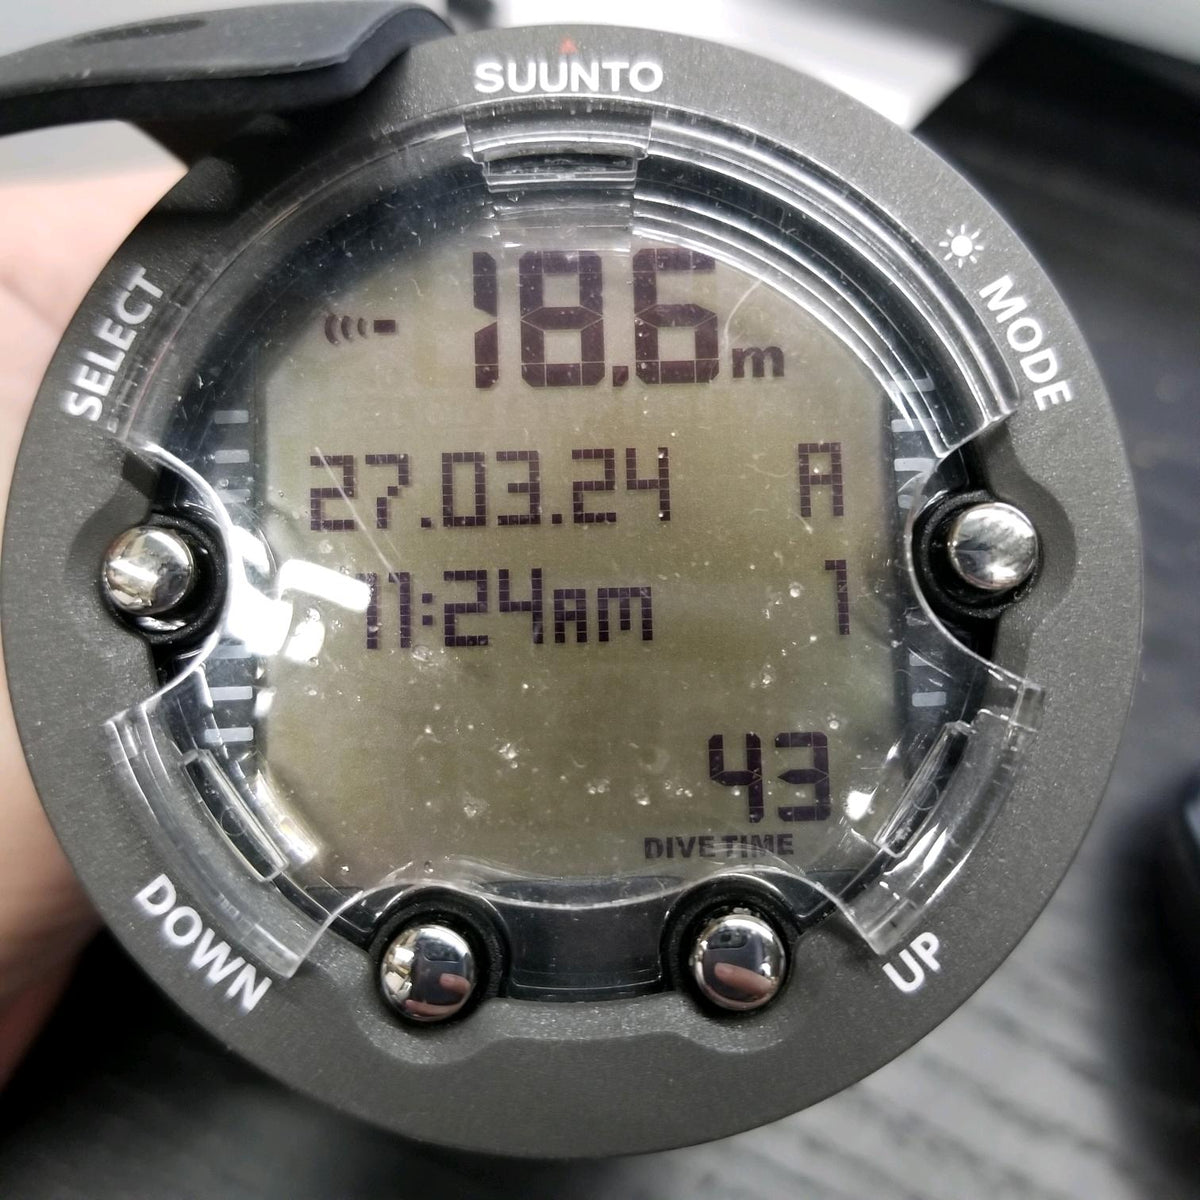 SUUNTO
SELECT
MODE
18.6m
27.03.24 A
11:24AM 1
43
DIVE TIME
DOWN
UP